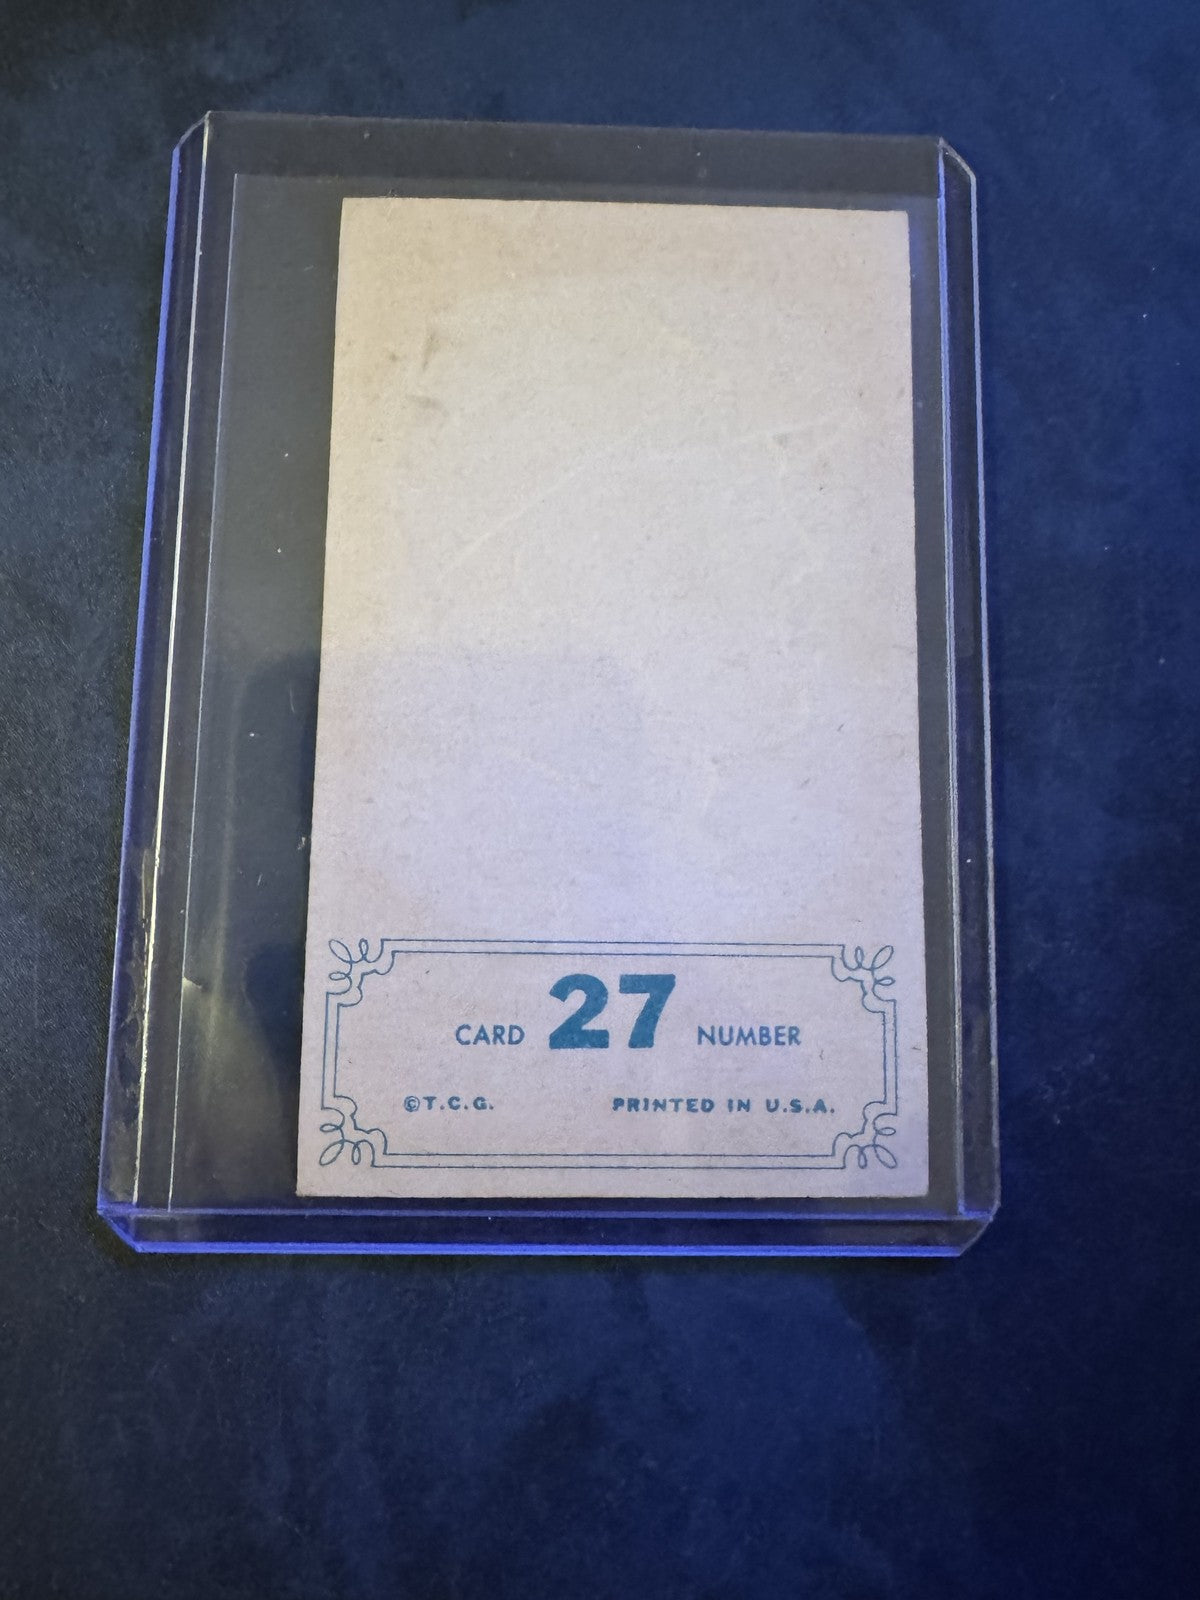 CARD 27 NUMBER
©T.C.G. PRINTED IN U.S.A.